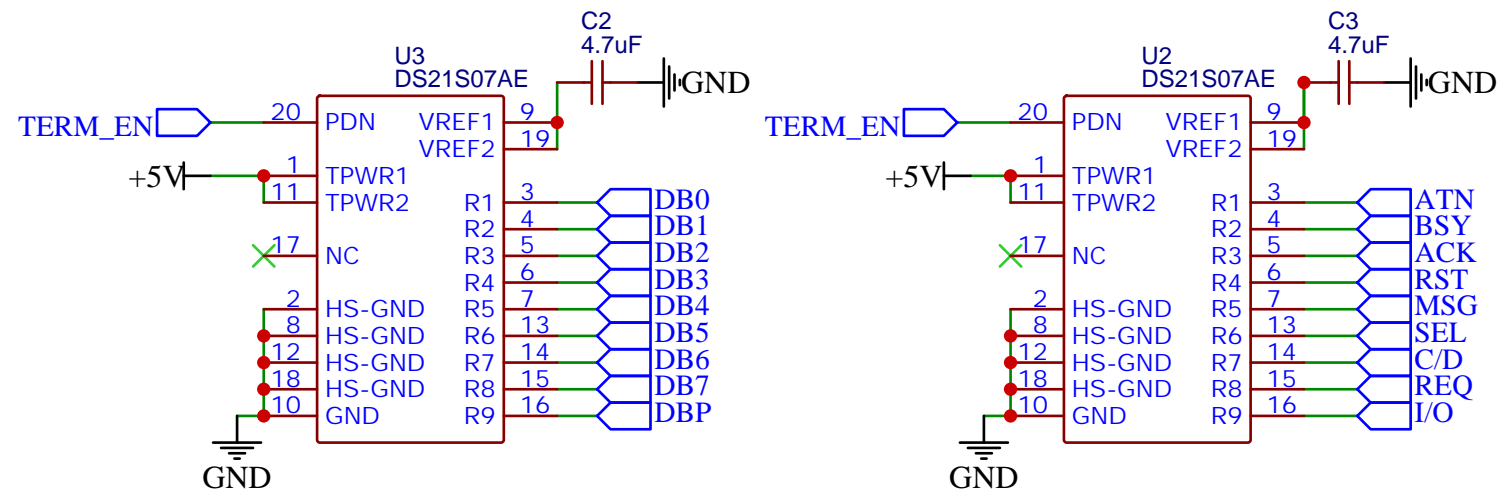 C2
4.7uF
GND
U3
DS21S07AE
TERM_EN
20 PDN VREF1 9
VREF2 19
+5V
1 TPWR1
11 TPWR2 R1 3 DB0
R2 4 DB1
17 NC R3 5 DB2
R4 6 DB3
2 HS-GND R5 7 DB4
8 HS-GND R6 13 DB5
12 HS-GND R7 14 DB6
18 HS-GND R8 15 DB7
10 GND R9 16 DBP
GND
C3
4.7uF
GND
U2
DS21S07AE
TERM_EN
20 PDN VREF1 9
VREF2 19
+5V
1 TPWR1
11 TPWR2 R1 3 ATN
R2 4 BSY
17 NC R3 5 ACK
R4 6 RST
2 HS-GND R5 7 MSG
8 HS-GND R6 13 SEL
12 HS-GND R7 14 C/D
18 HS-GND R8 15 REQ
10 GND R9 16 I/O
GND